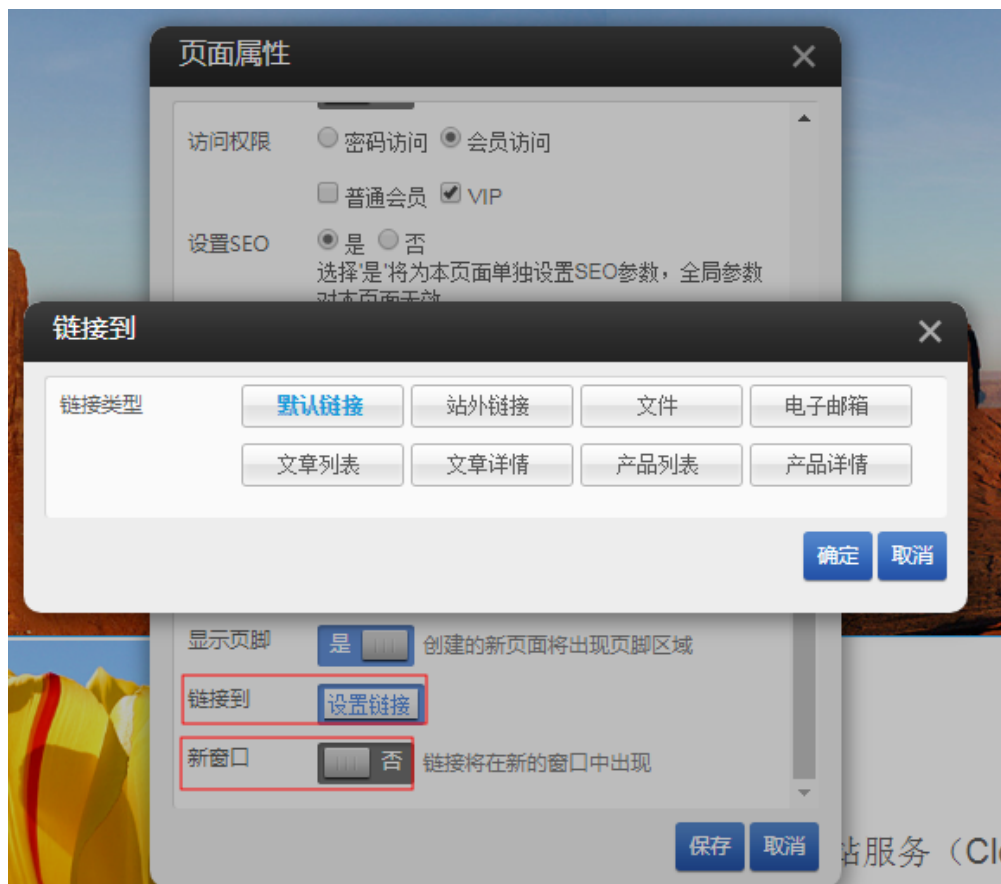 页面属性
访问权限 密码访问 会员访问
普通会员 VIP
设置SEO 是 否
选择'是'将为本页面单独设置SEO参数，全局参数
对本页面无效
链接到
链接类型 默认链接 站外链接 文件 电子邮箱
文章列表 文章详情 产品列表 产品详情
确定 取消
显示页脚 是 创建的新页面将出现页脚区域
链接到 设置链接
新窗口 否 链接将在新的窗口中出现
保存 取消
站服务（Cl